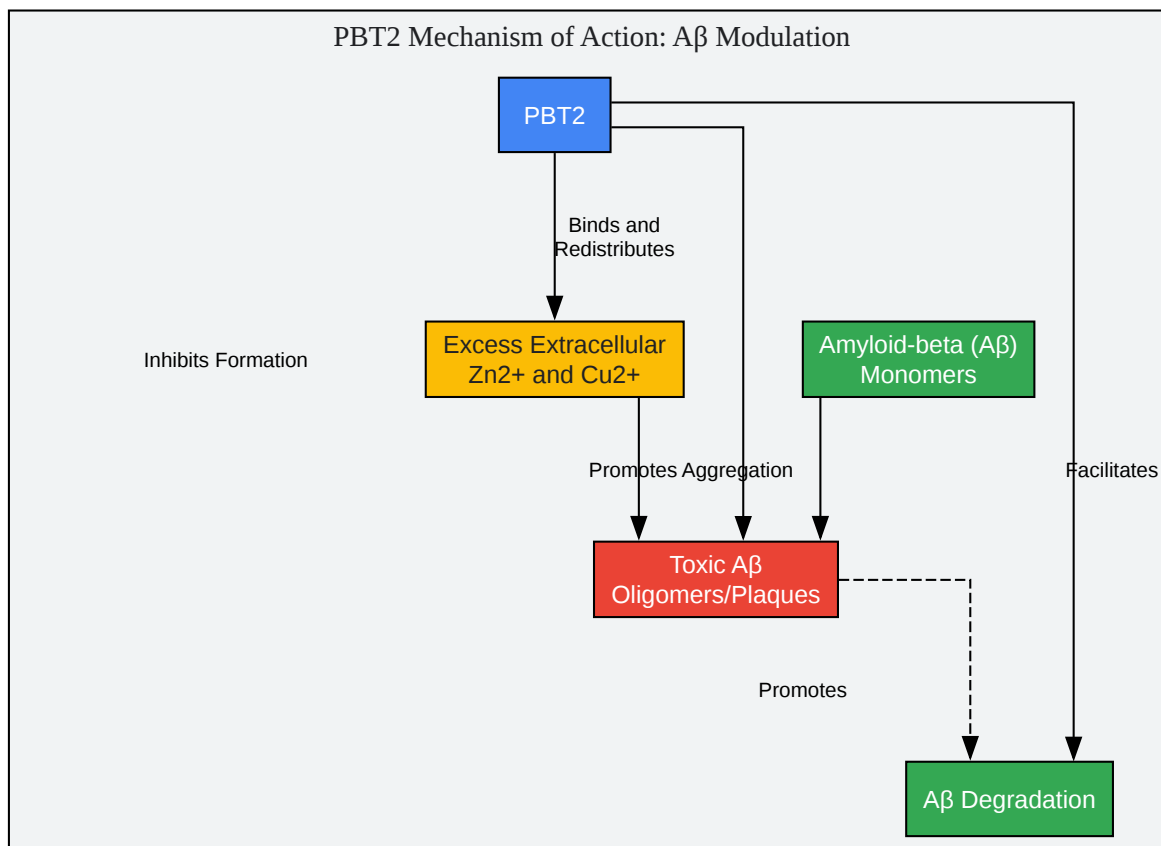 PBT2 Mechanism of Action: Aβ Modulation
PBT2
Binds and
Redistributes
Inhibits Formation
Excess Extracellular
Zn2+ and Cu2+
Amyloid-beta (Aβ)
Monomers
Promotes Aggregation
Facilitates
Toxic Aβ
Oligomers/Plaques
Promotes
Aβ Degradation